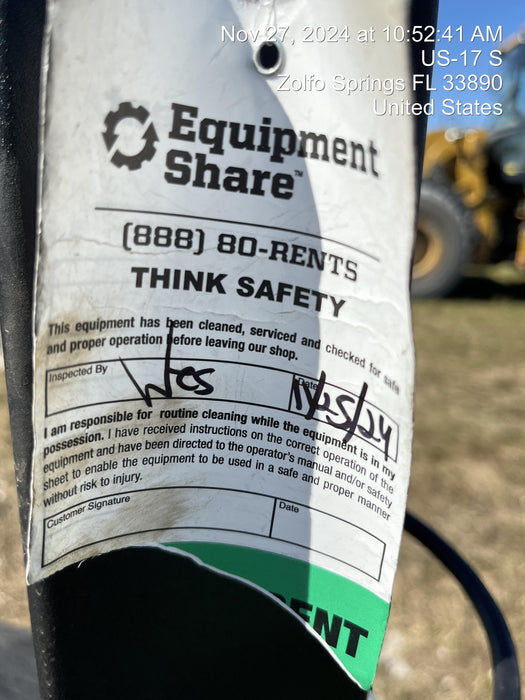 Nov 27, 2024 at 10:52:41 AM
US-17 S
Zolfo Springs FL 33890
United States
Equipment
Share™
(888) 80-RENTS
THINK SAFETY
This equipment has been cleaned, serviced and checked for safe
and proper operation before leaving our shop.
Inspected By Wes Date 11/25/24
I am responsible for routine cleaning while the equipment is in my
possession. I have received instructions on the correct operation of the
equipment and have been directed to the operator's manual and/or safety
sheet to enable the equipment to be used in a safe and proper manner
without risk to injury.
Customer Signature Date